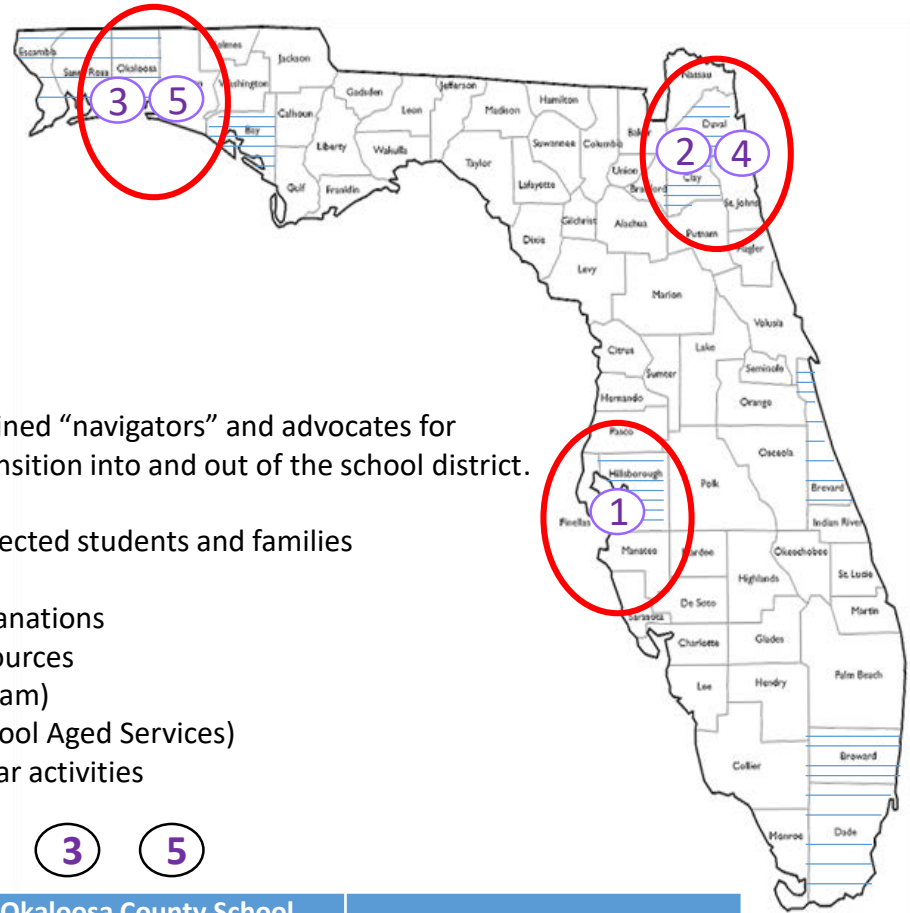 Escambia
Santa Rosa
Okaloosa
Holmes
Jackson
Washington
Bay
Calhoun
Gulf
Gadsden
Liberty
Franklin
Leon
Wakulla
Jefferson
Madison
Taylor
Hamilton
Suwannee
Lafayette
Dixie
Columbia
Gilchrist
Baker
Union
Bradford
Alachua
Levy
Nassau
Duval
Clay
St. Johns
Putnam
Flagler
Marion
Volusia
Citrus
Sumter
Lake
Seminole
Hernando
Orange
Pasco
3 5
2 4
ined “navigators” and advocates for
nsition into and out of the school district.
ected students and families
anations
ources
am)
ool Aged Services)
ar activities
Hillsborough
1
Pinellas
Polk
Osceola
Brevard
Indian River
Manatee
Hardee
Okeechobee
St. Lucie
Highlands
Sarasota
De Soto
Martin
Charlotte
Glades
Lee
Hendry
Palm Beach
Collier
Broward
Monroe
Dade
3 5
Okaloosa County School